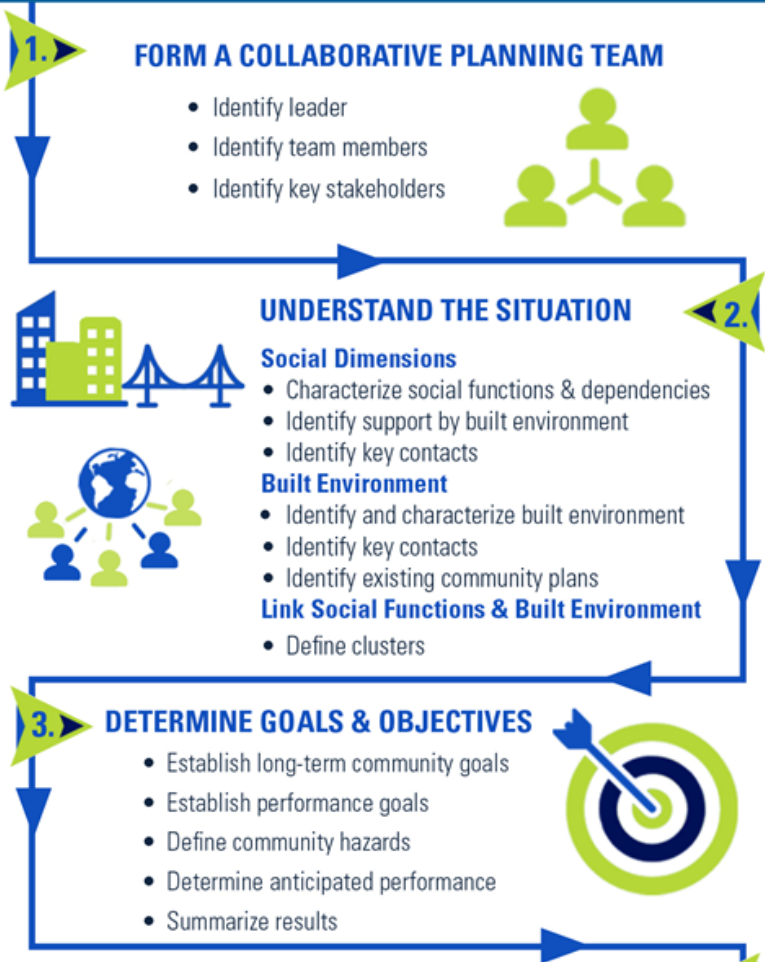 1.
FORM A COLLABORATIVE PLANNING TEAM
• Identify leader
• Identify team members
• Identify key stakeholders
UNDERSTAND THE SITUATION
2.
Social Dimensions
• Characterize social functions & dependencies
• Identify support by built environment
• Identify key contacts
Built Environment
• Identify and characterize built environment
• Identify key contacts
• Identify existing community plans
Link Social Functions & Built Environment
• Define clusters
3.
DETERMINE GOALS & OBJECTIVES
• Establish long-term community goals
• Establish performance goals
• Define community hazards
• Determine anticipated performance
• Summarize results